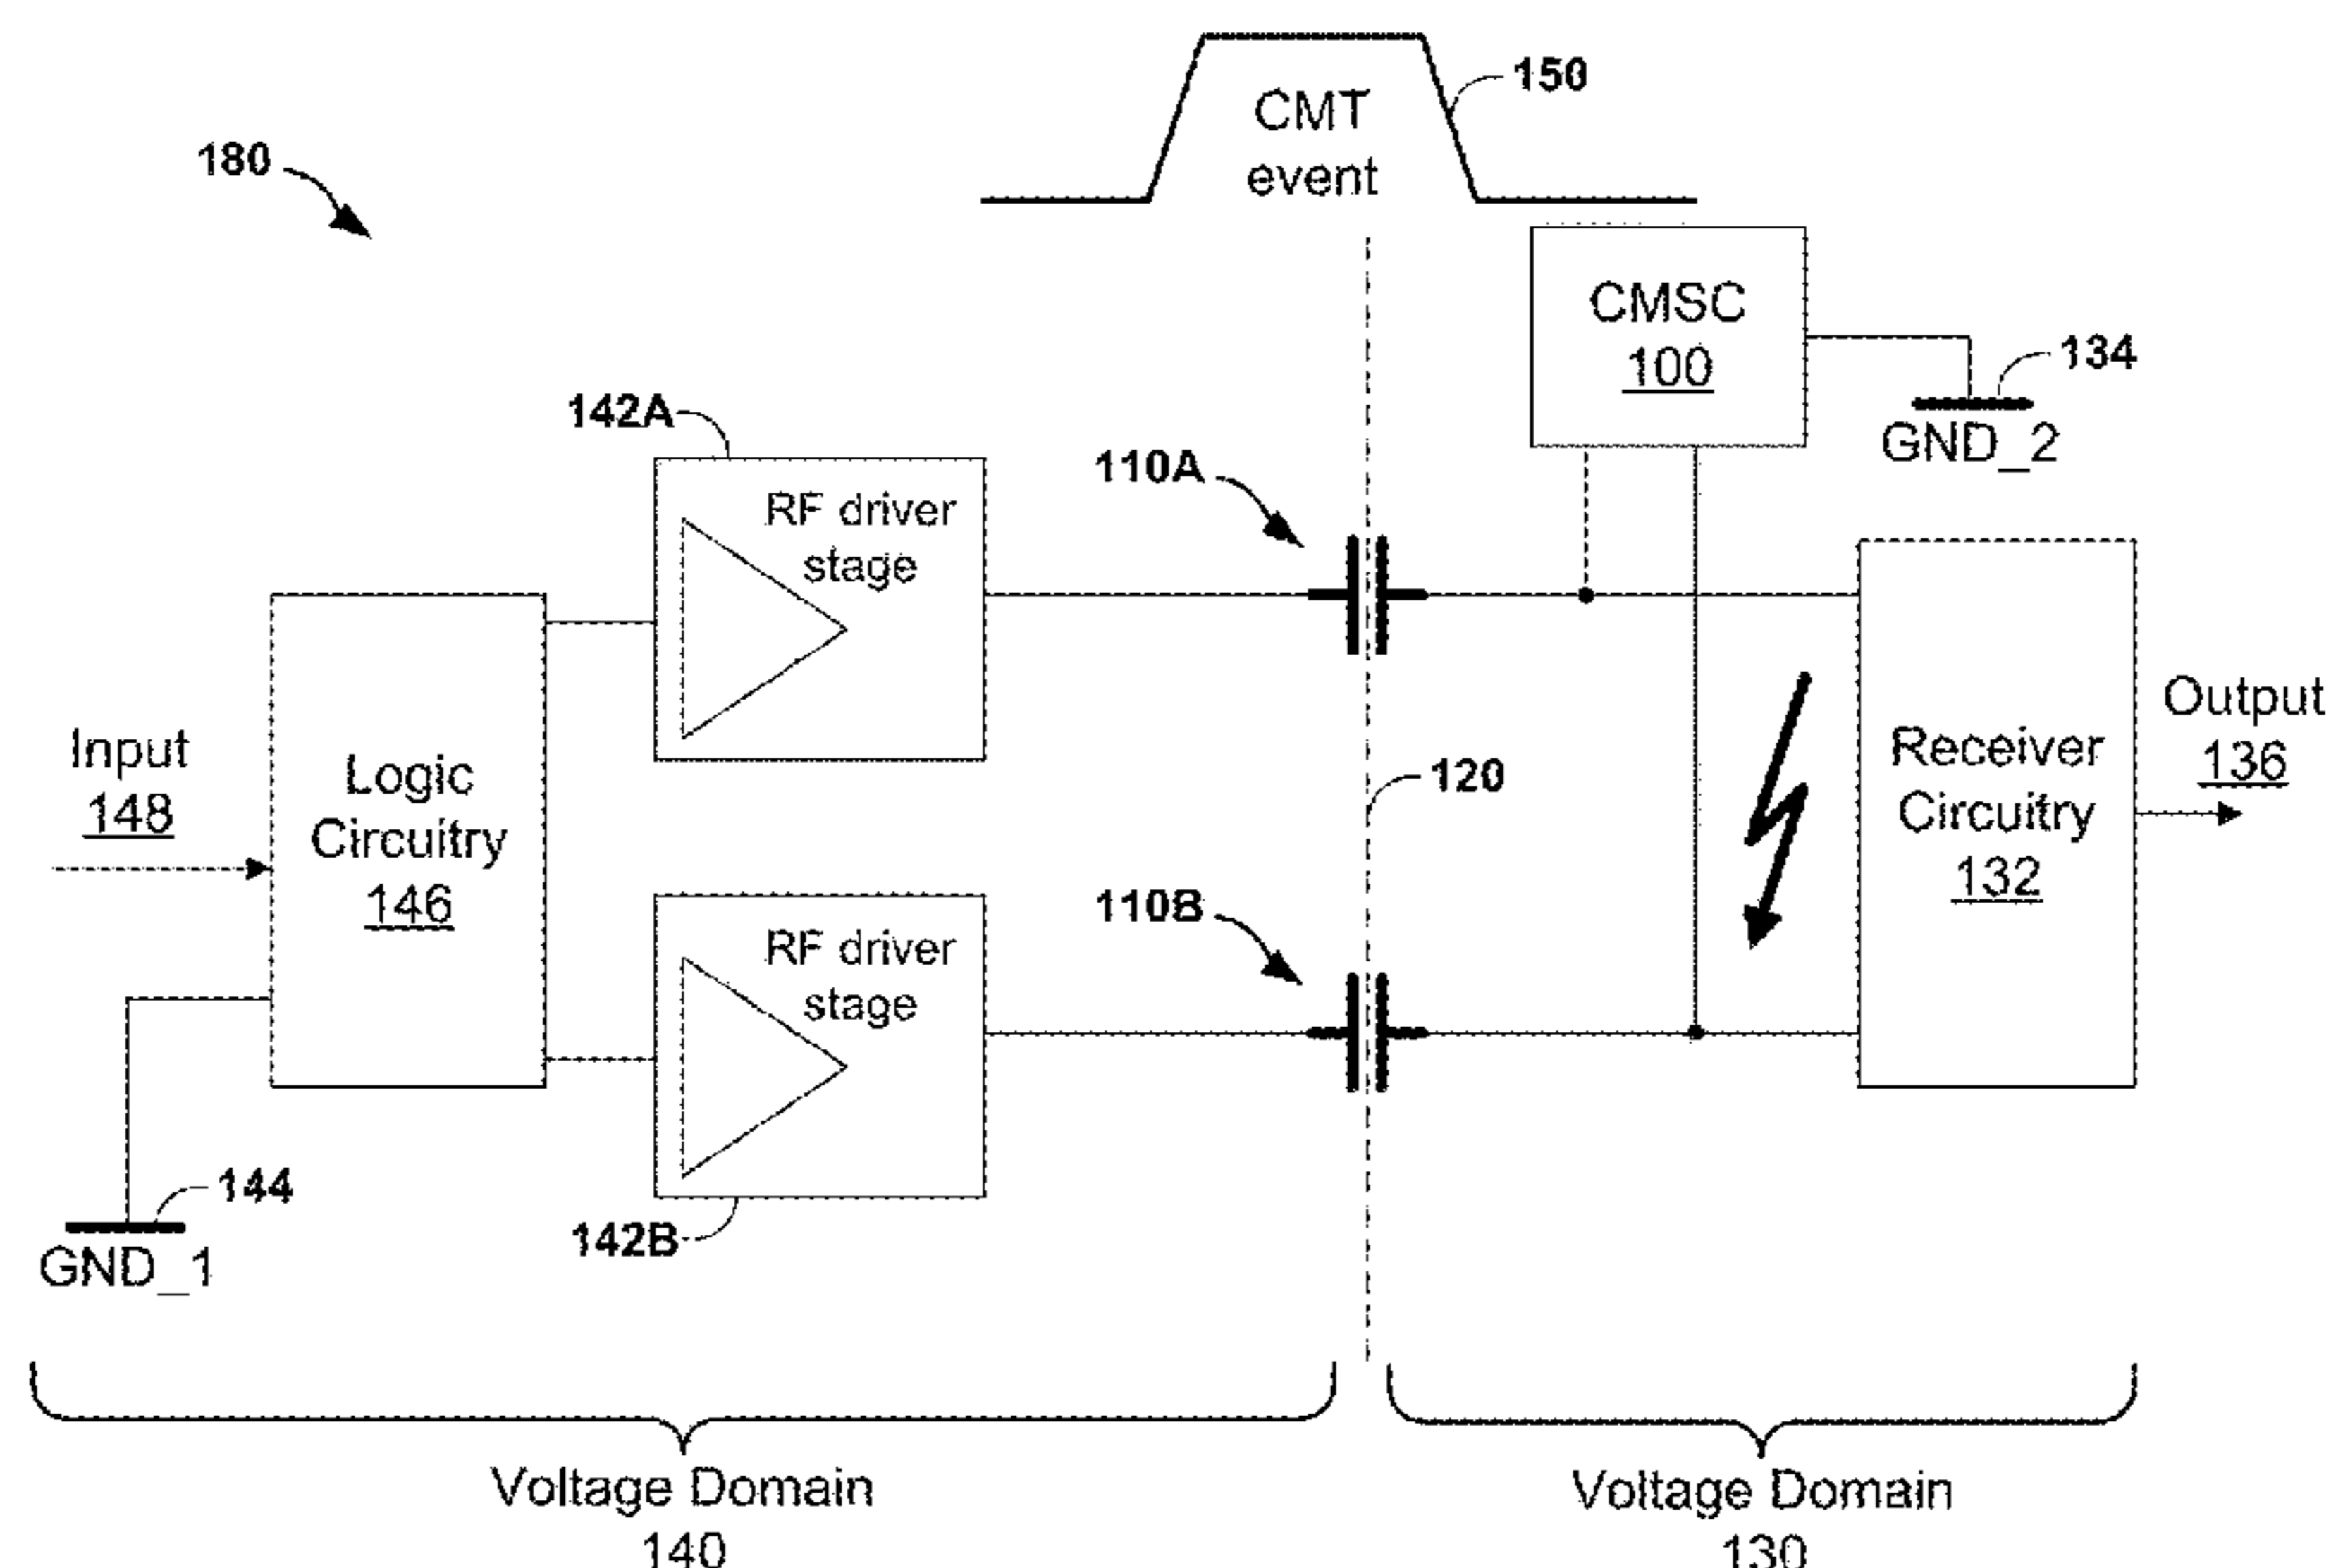 150
CMT
event
180
CMSC
100
134
GND_2
142A
110A
RF driver
stage
Input
148
Logic
Circuitry
146
120
Receiver
Circuitry
132
Output
136
110B
RF driver
stage
144
GND_1
142B
Voltage Domain
140
Voltage Domain
130